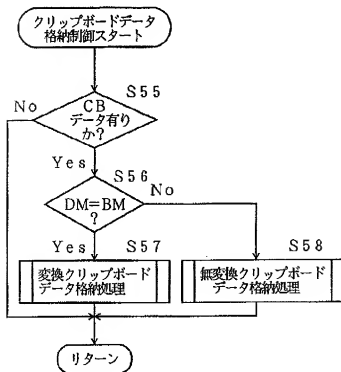 クリップボードデータ
格納制御スタート
S55
No
CB
データ有り
か?
Yes
S56
No
DM=BM
?
Yes
S57
S58
変換クリップボード
データ格納処理
無変換クリップボード
データ格納処理
リターン